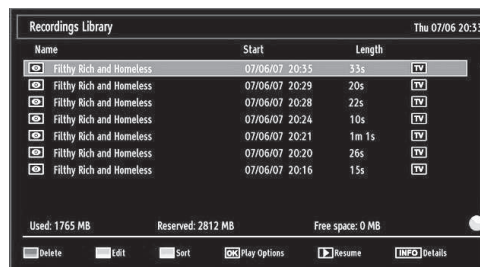 Recordings Library Thu 07/06 20:33
Name Start Length
Filthy Rich and Homeless 07/06/07 20:35 33s TV
Filthy Rich and Homeless 07/06/07 20:29 20s TV
Filthy Rich and Homeless 07/06/07 20:28 22s TV
Filthy Rich and Homeless 07/06/07 20:24 10s TV
Filthy Rich and Homeless 07/06/07 20:21 1m 1s TV
Filthy Rich and Homeless 07/06/07 20:20 26s TV
Filthy Rich and Homeless 07/06/07 20:16 15s TV
Used: 1765 MB Reserved: 2812 MB Free space: 0 MB
Delete Edit Sort OK Play Options Resume INFO Details